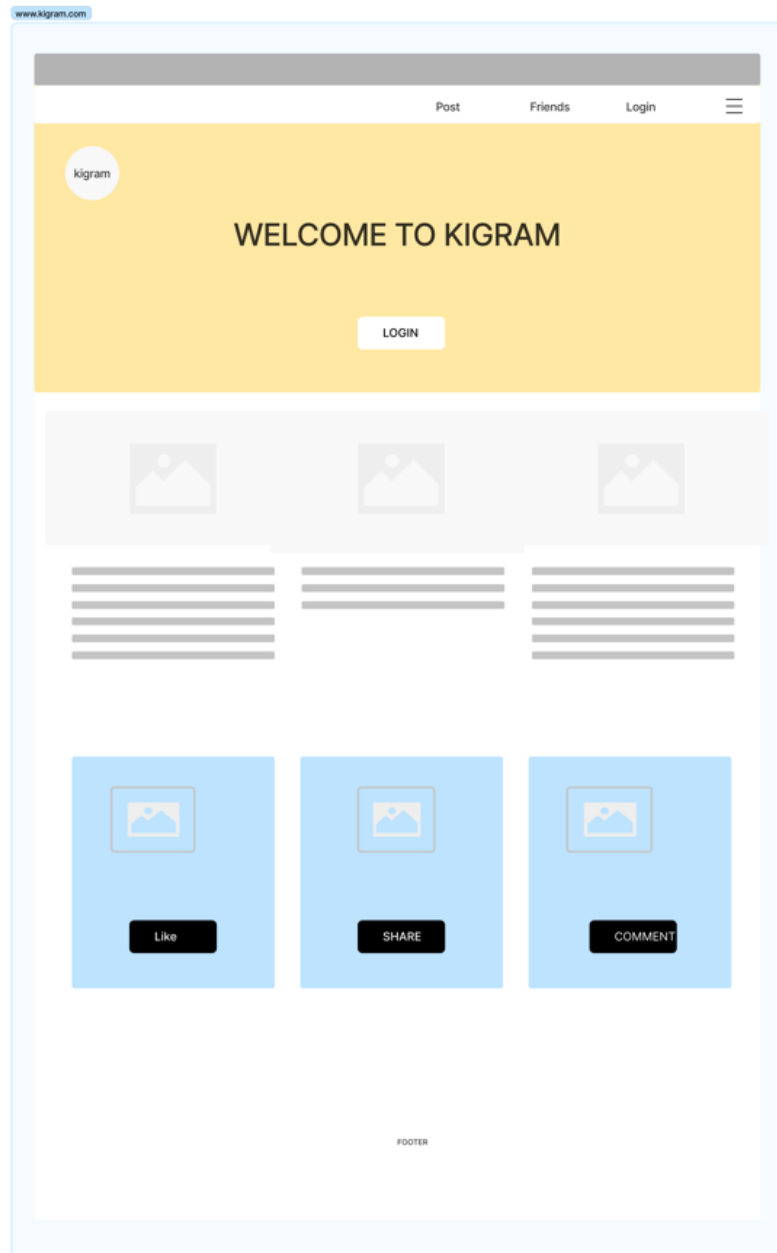 www.kigram.com
Post Friends Login
kigram
WELCOME TO KIGRAM
LOGIN
Like SHARE COMMENT
FOOTER